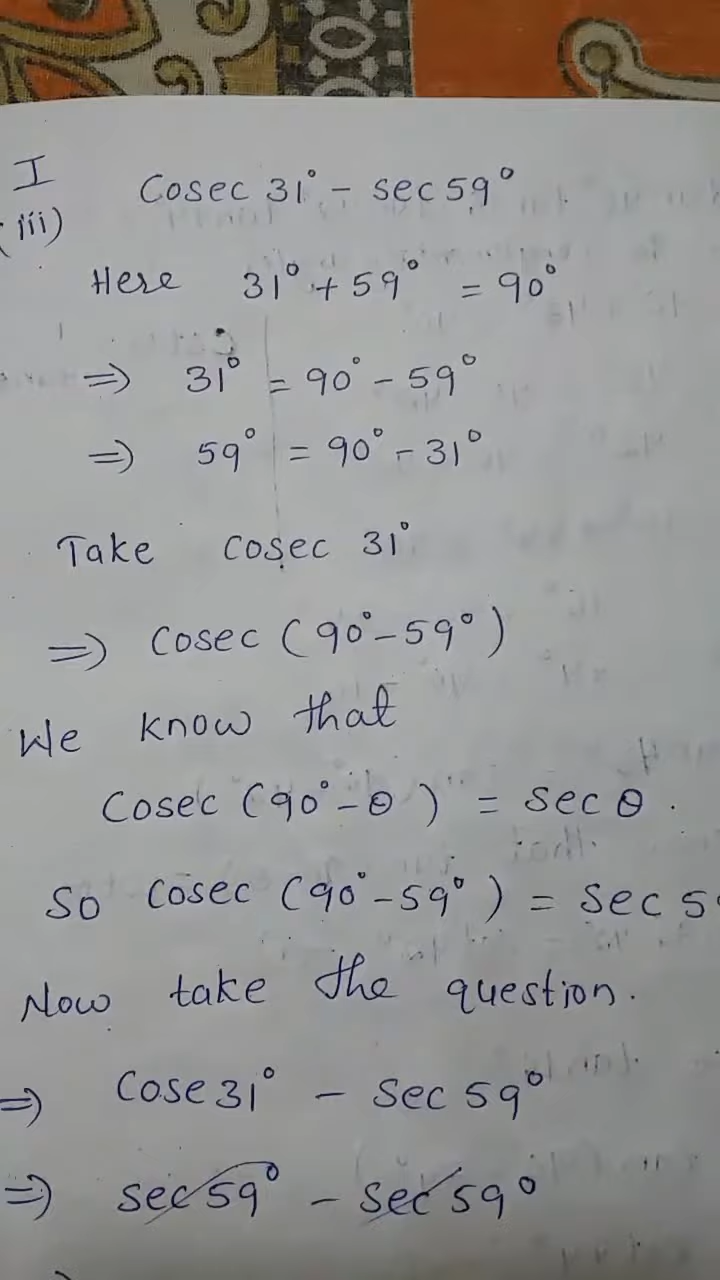 I
Cosec 31° - sec 59°
(iii)
Here 31° + 59° = 90°
⇒ 31° = 90° - 59°
⇒ 59° = 90° - 31°
Take cosec 31°
⇒ cosec (90° - 59°)
We know that
Cosec (90° - θ) = sec θ.
So cosec (90° - 59°) = sec 5
Now take the question.
⇒ Cose 31° - sec 59°
⇒ sec 59° - sec 59°